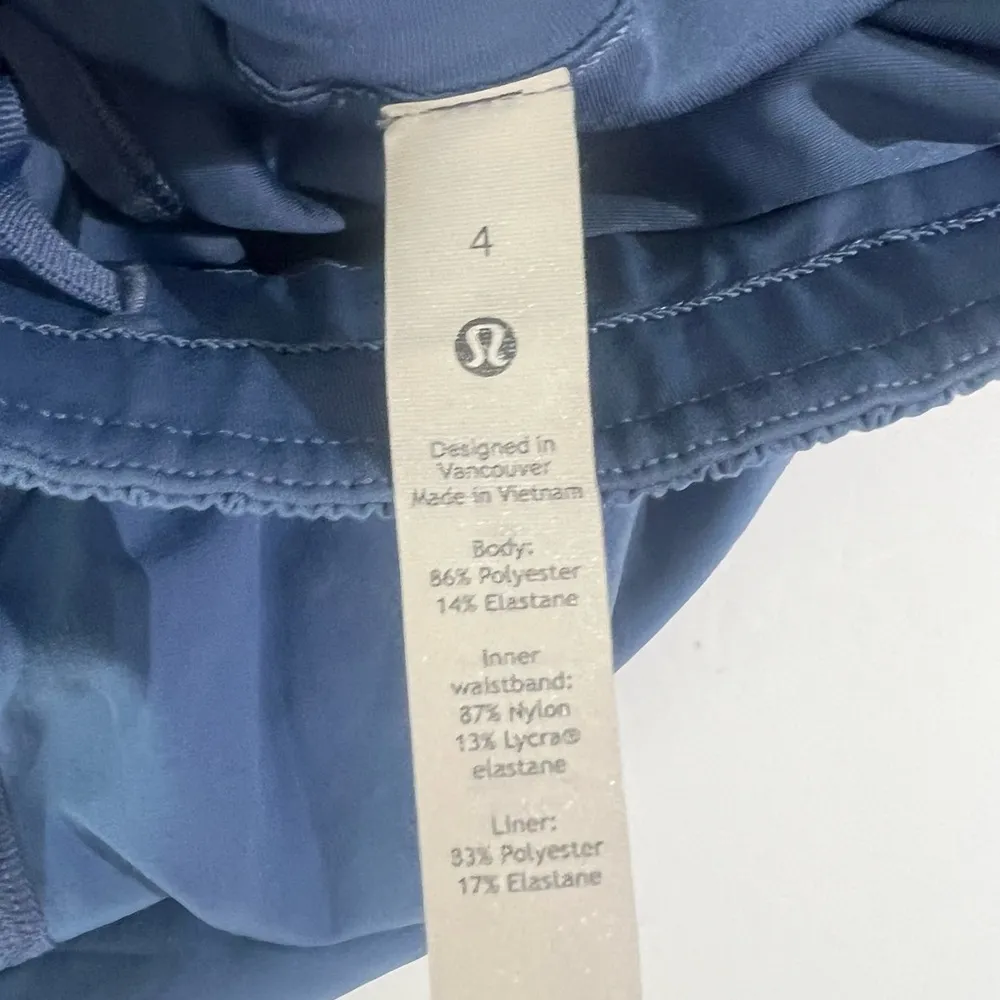 4
Designed in
Vancouver
Made in Vietnam
Body:
86% Polyester
14% Elastane
Inner
waistband:
87% Nylon
13% Lycra®
elastane
Liner:
83% Polyester
17% Elastane